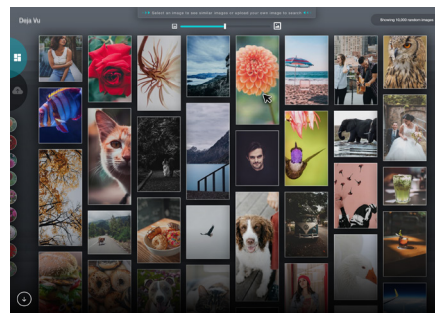 Select an image to see similar images or upload your own image to search
Deja Vu
Showing 10,000 random images